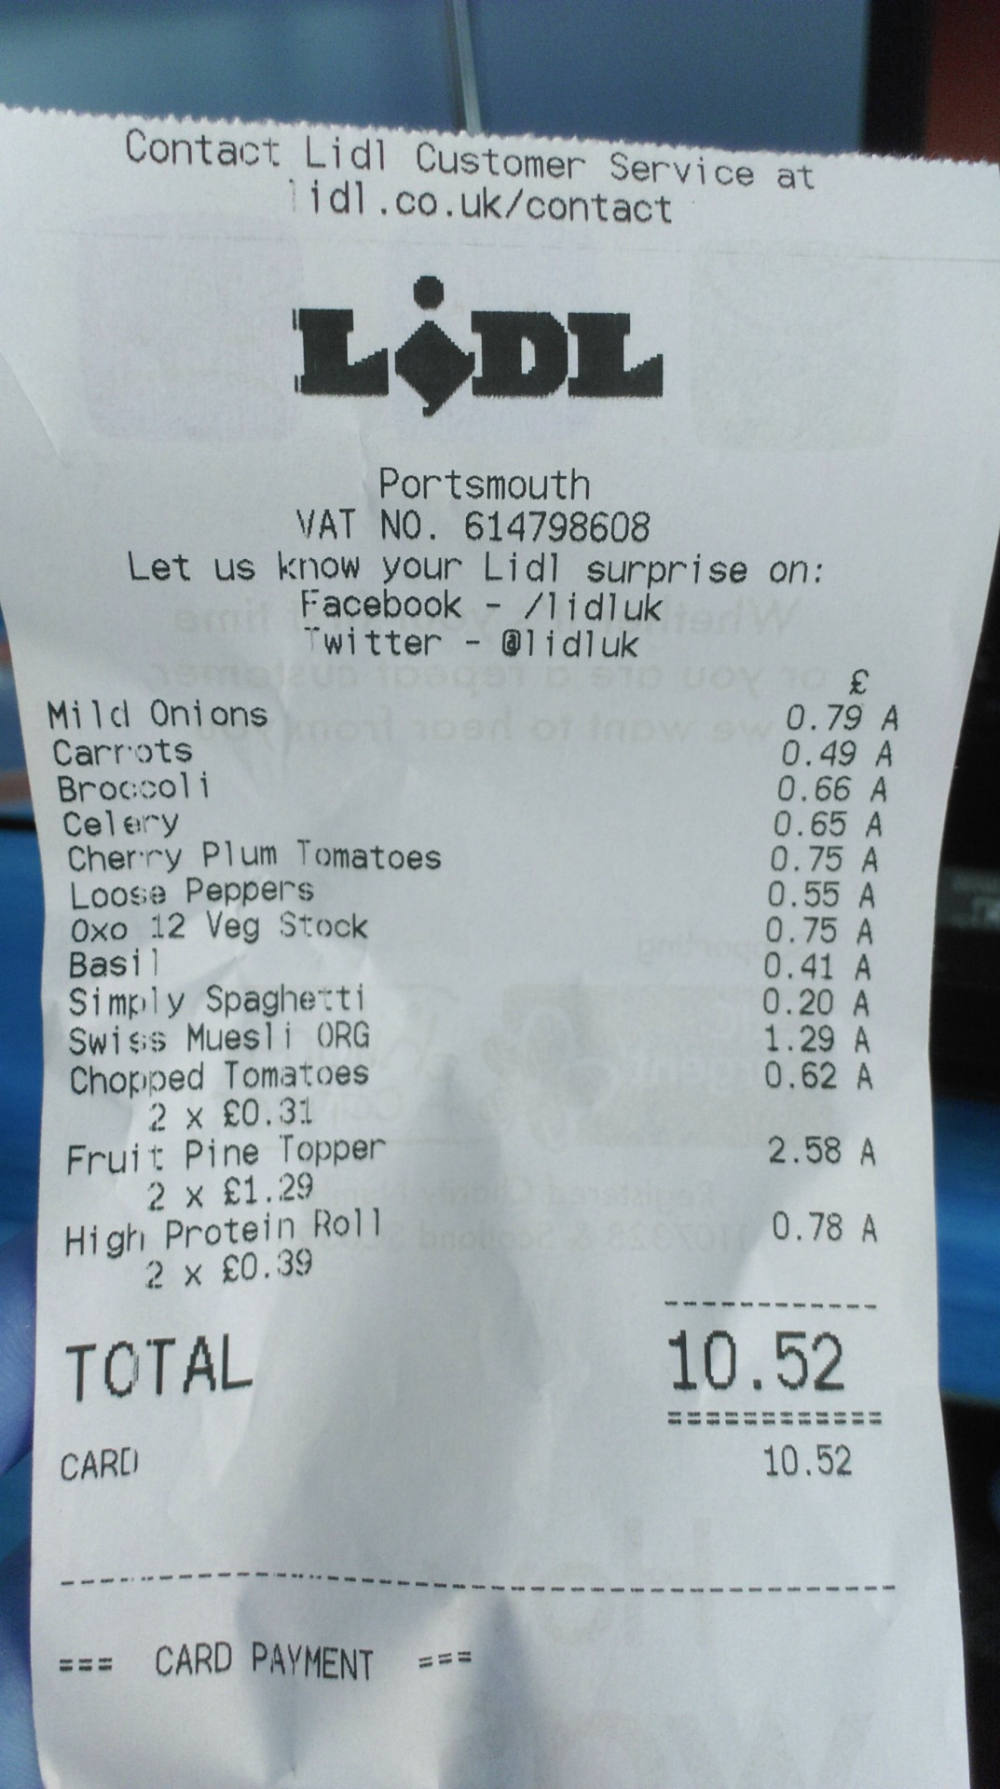 Contact Lidl Customer Service at
lidl.co.uk/contact
LiDL
Portsmouth
VAT NO. 614798608
Let us know your Lidl surprise on:
Facebook - /lidluk
Twitter - @lidluk
£
Mild Onions 0.79 A
Carrots 0.49 A
Broccoli 0.66 A
Celery 0.65 A
Cherry Plum Tomatoes 0.75 A
Loose Peppers 0.55 A
Oxo 12 Veg Stock 0.75 A
Basil 0.41 A
Simply Spaghetti 0.20 A
Swiss Muesli ORG 1.29 A
Chopped Tomatoes 0.62 A
2 x £0.31
Fruit Pine Topper 2.58 A
2 x £1.29
High Protein Roll 0.78 A
2 x £0.39
------------
TOTAL 10.52
============
CARD 10.52
------------------------------------------------
=== CARD PAYMENT ===